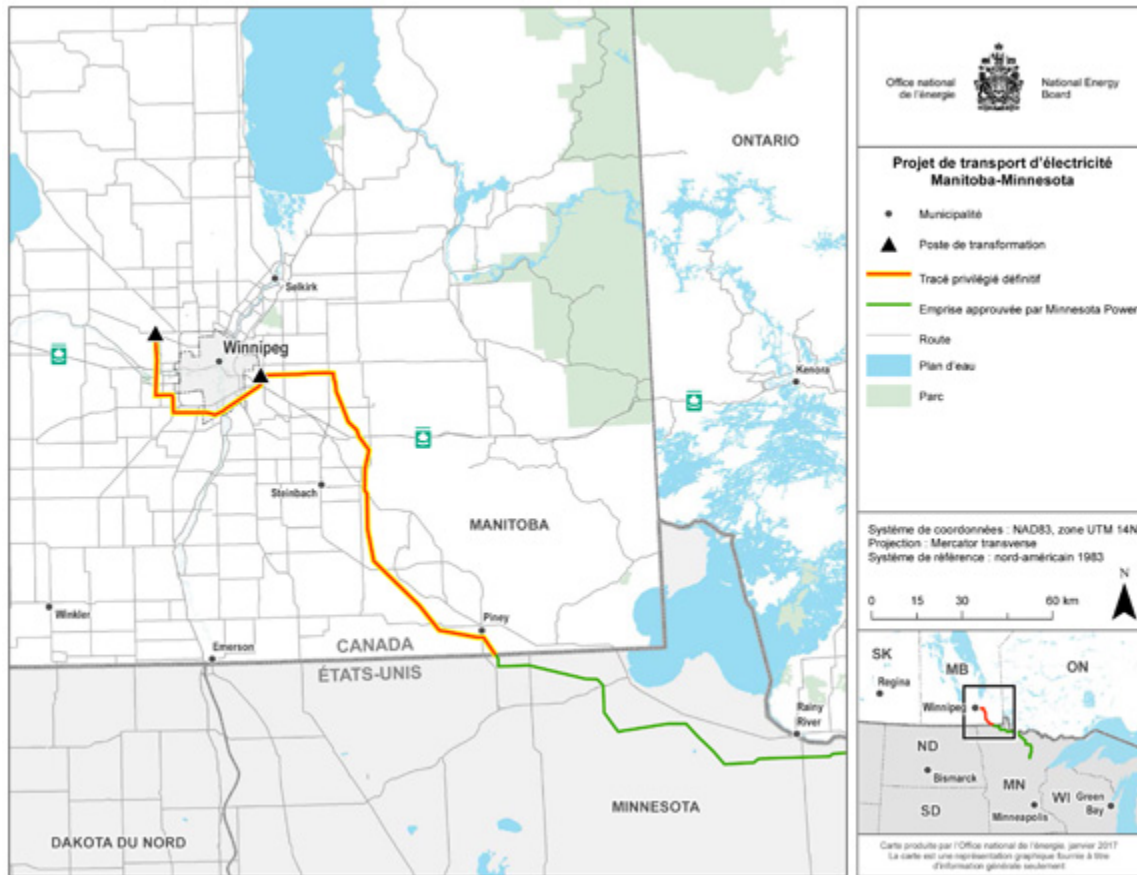 ONTARIO
Selkirk
Winnipeg
Kenora
Steinbach
MANITOBA
Winkler
Piney
Emerson
CANADA
ÉTATS-UNIS
Rainy
River
MINNESOTA
DAKOTA DU NORD
Office national
de l'énergie
National Energy
Board
Projet de transport d'électricité
Manitoba-Minnesota
Municipalité
Poste de transformation
Tracé privilégié définitif
Emprise approuvée par Minnesota Power
Route
Plan d'eau
Parc
Système de coordonnées : NAD83, zone UTM 14N
Projection : Mercator transverse
Système de référence : nord-américain 1983
N
0 15 30 60 km
SK
MB
ON
Regina
Winnipeg
ND
Bismarck
MN
SD
Minneapolis
WI
Green
Bay
Carte produite par l'Office national de l'énergie, janvier 2017
La carte est une représentation graphique fournie à titre
d'information générale seulement